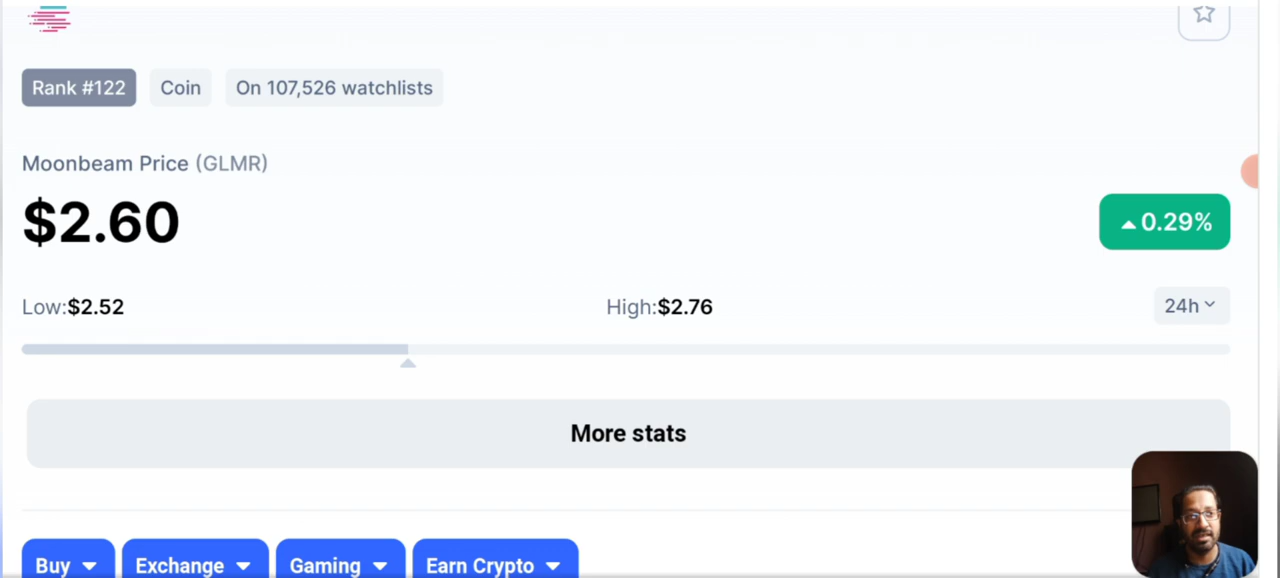 Rank #122 Coin On 107,526 watchlists
Moonbeam Price (GLMR)
$2.60 0.29%
Low:$2.52 High:$2.76 24h
More stats
Buy Exchange Gaming Earn Crypto